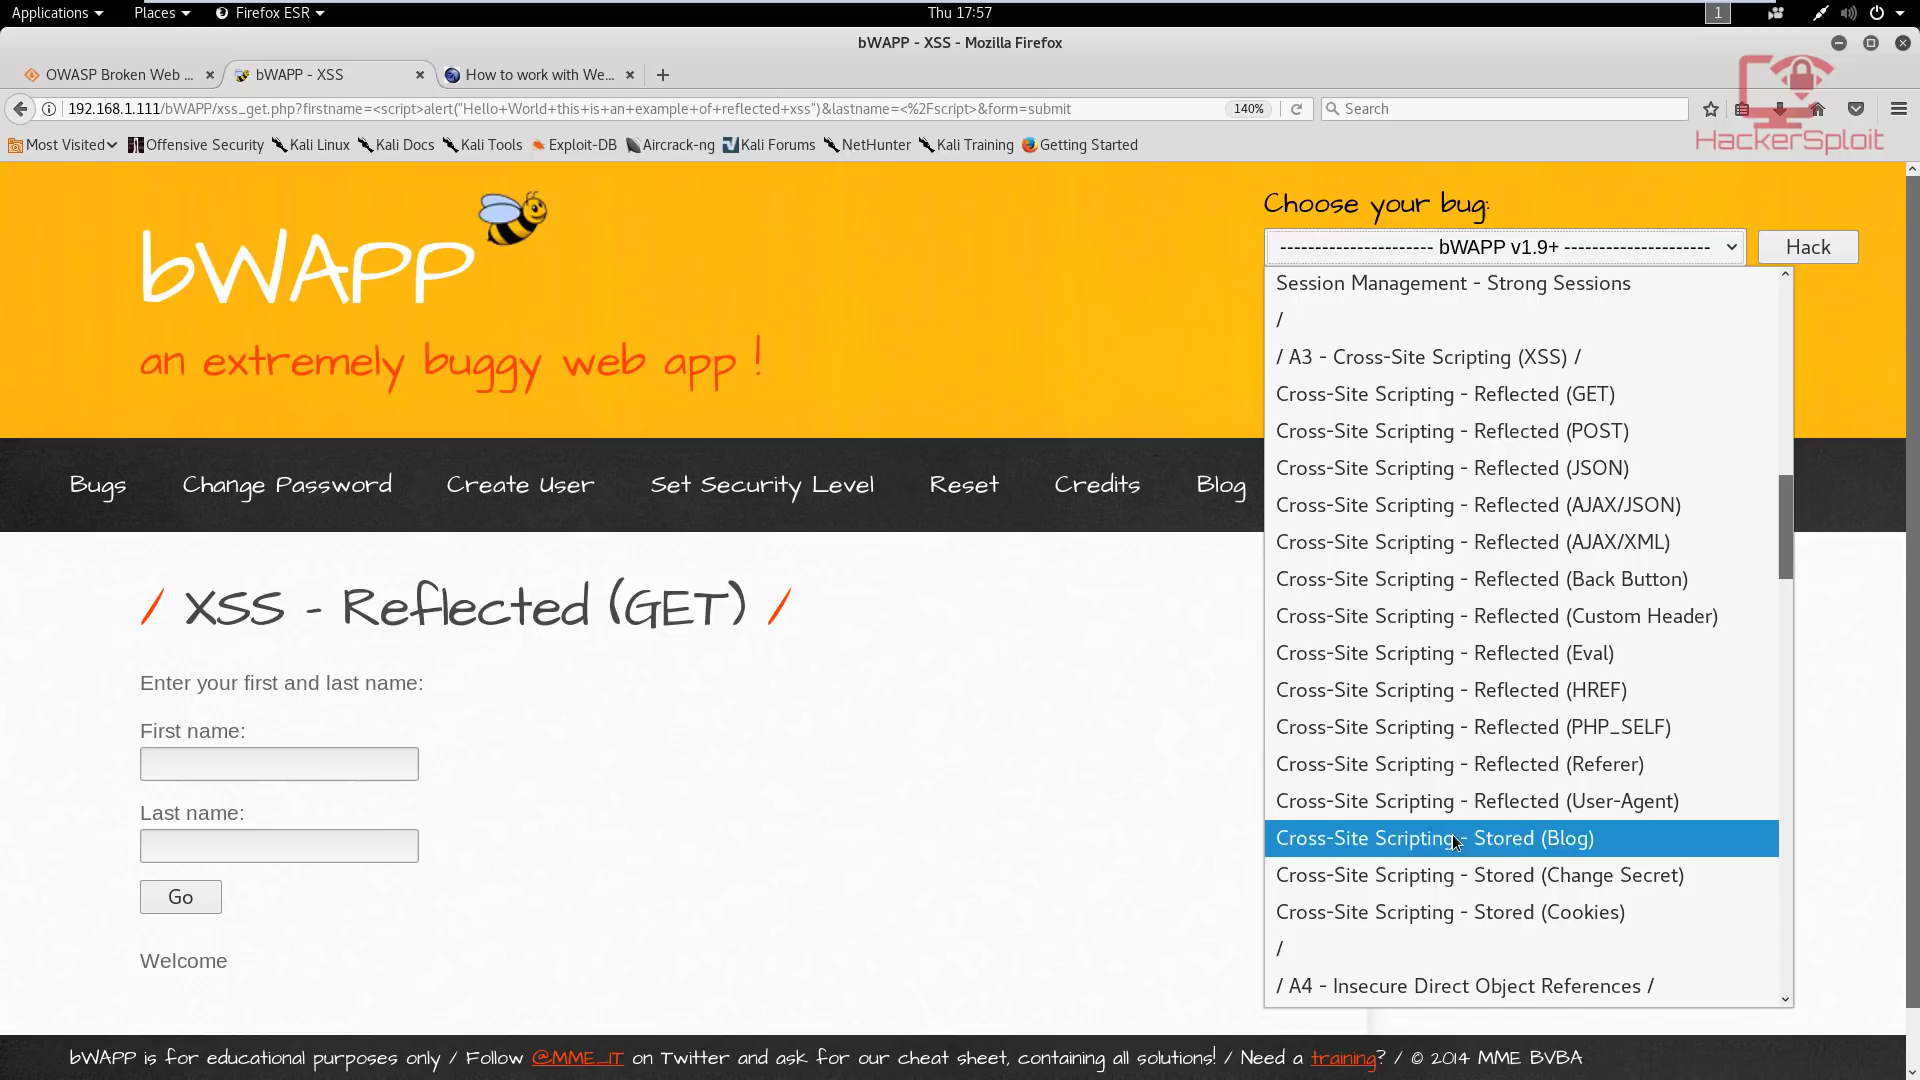 Applications Places Firefox ESR Thu 17:57 1
bWAPP - XSS - Mozilla Firefox
OWASP Broken Web ... bWAPP - XSS How to work with We...
192.168.1.111/bWAPP/xss_get.php?firstname=<script>alert("Hello+World+this+is+an+example+of+reflected+xss")&lastname=<%2Fscript>&form=submit 140% Search
Most Visited Offensive Security Kali Linux Kali Docs Kali Tools Exploit-DB Aircrack-ng Kali Forums NetHunter Kali Training Getting Started
HackerSploit
bWAPP
an extremely buggy web app !
Choose your bug:
---------------------- bWAPP v1.9+ --------------------- Hack
Session Management - Strong Sessions
/
/ A3 - Cross-Site Scripting (XSS) /
Cross-Site Scripting - Reflected (GET)
Cross-Site Scripting - Reflected (POST)
Cross-Site Scripting - Reflected (JSON)
Cross-Site Scripting - Reflected (AJAX/JSON)
Cross-Site Scripting - Reflected (AJAX/XML)
Cross-Site Scripting - Reflected (Back Button)
Cross-Site Scripting - Reflected (Custom Header)
Cross-Site Scripting - Reflected (Eval)
Cross-Site Scripting - Reflected (HREF)
Cross-Site Scripting - Reflected (PHP_SELF)
Cross-Site Scripting - Reflected (Referer)
Cross-Site Scripting - Reflected (User-Agent)
Cross-Site Scripting - Stored (Blog)
Cross-Site Scripting - Stored (Change Secret)
Cross-Site Scripting - Stored (Cookies)
/
/ A4 - Insecure Direct Object References /
Bugs Change Password Create User Set Security Level Reset Credits Blog
/ XSS - Reflected (GET) /
Enter your first and last name:
First name:
Last name:
Go
Welcome
bWAPP is for educational purposes only / Follow @MME_IT on Twitter and ask for our cheat sheet, containing all solutions! / Need a training? / © 2014 MME BVBA